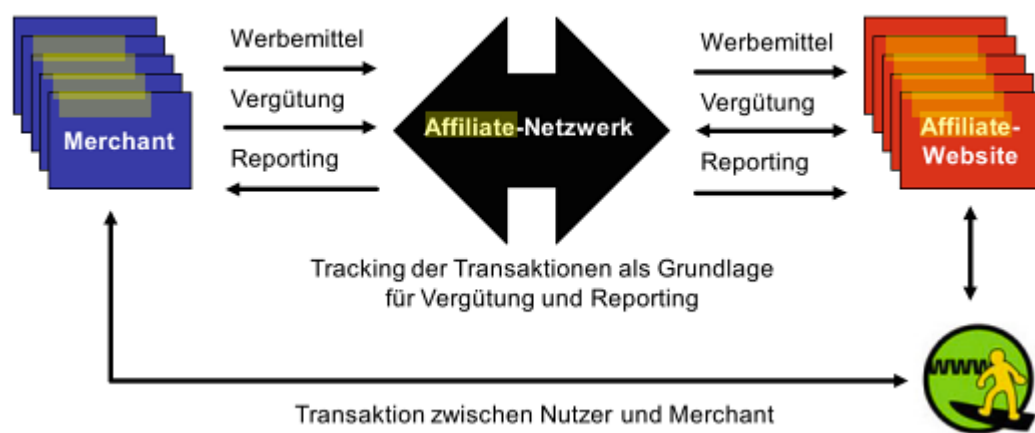 Werbemittel
Vergütung
Reporting
Merchant
Affiliate-Netzwerk
Werbemittel
Vergütung
Reporting
Affiliate-
Website
Tracking der Transaktionen als Grundlage
für Vergütung und Reporting
www
Transaktion zwischen Nutzer und Merchant